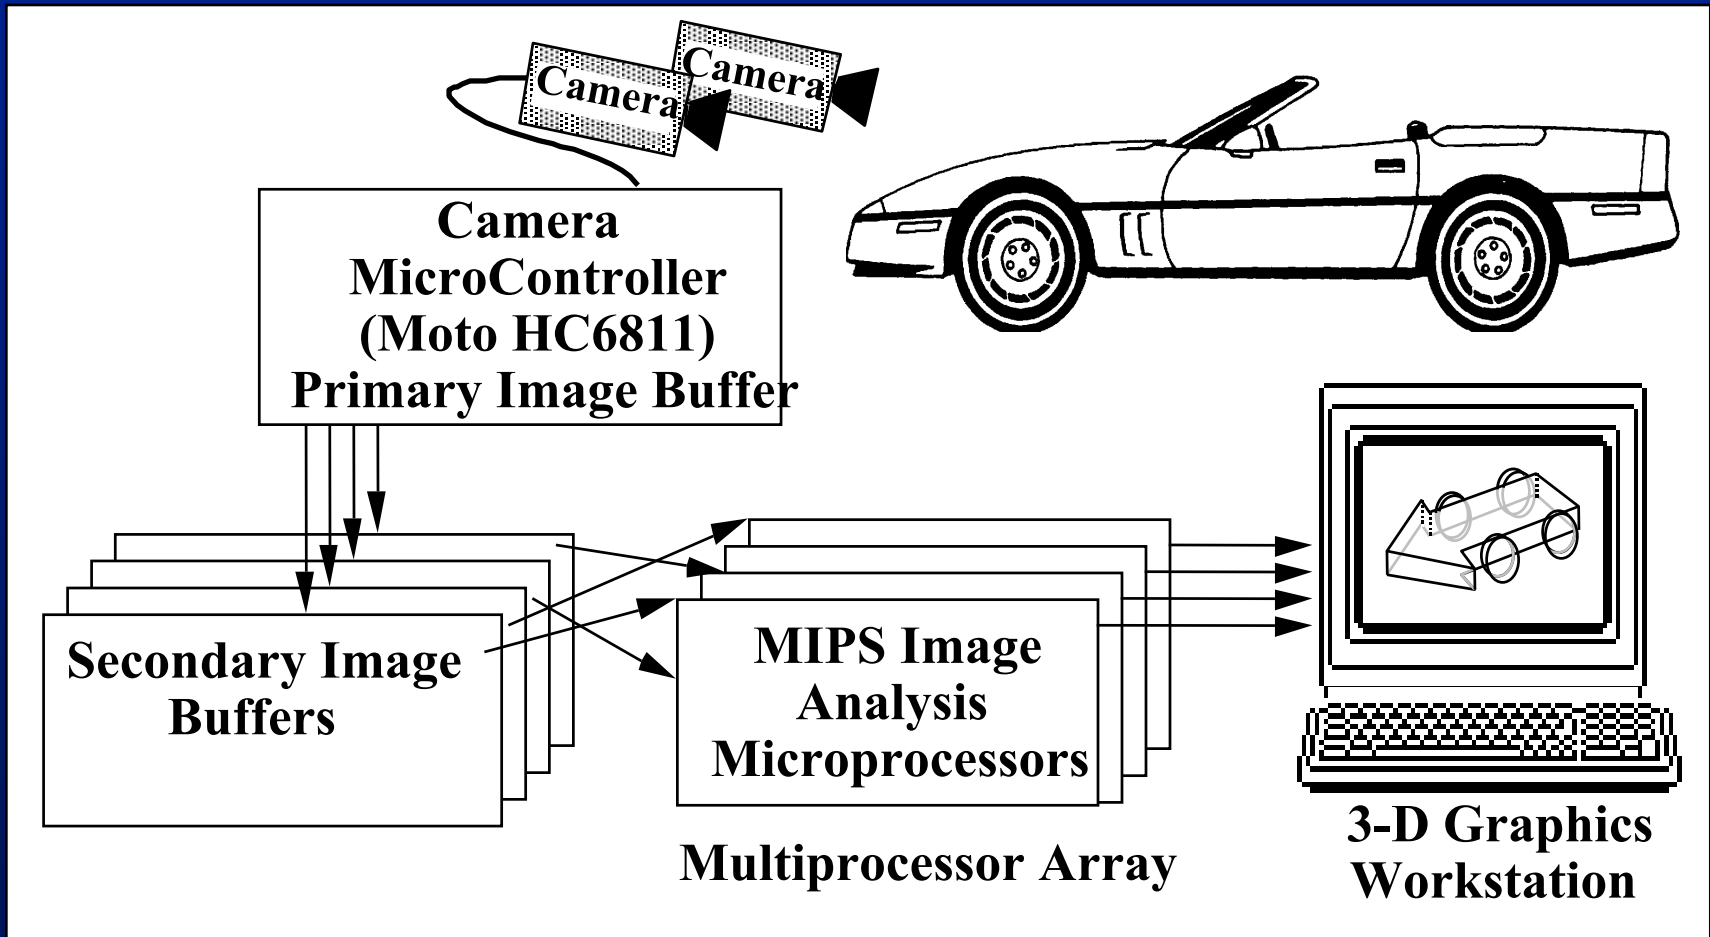 Camera
Camera
Camera
MicroController
(Moto HC6811)
Primary Image Buffer
Secondary Image
Buffers
MIPS Image
Analysis
Microprocessors
Multiprocessor Array
3-D Graphics
Workstation